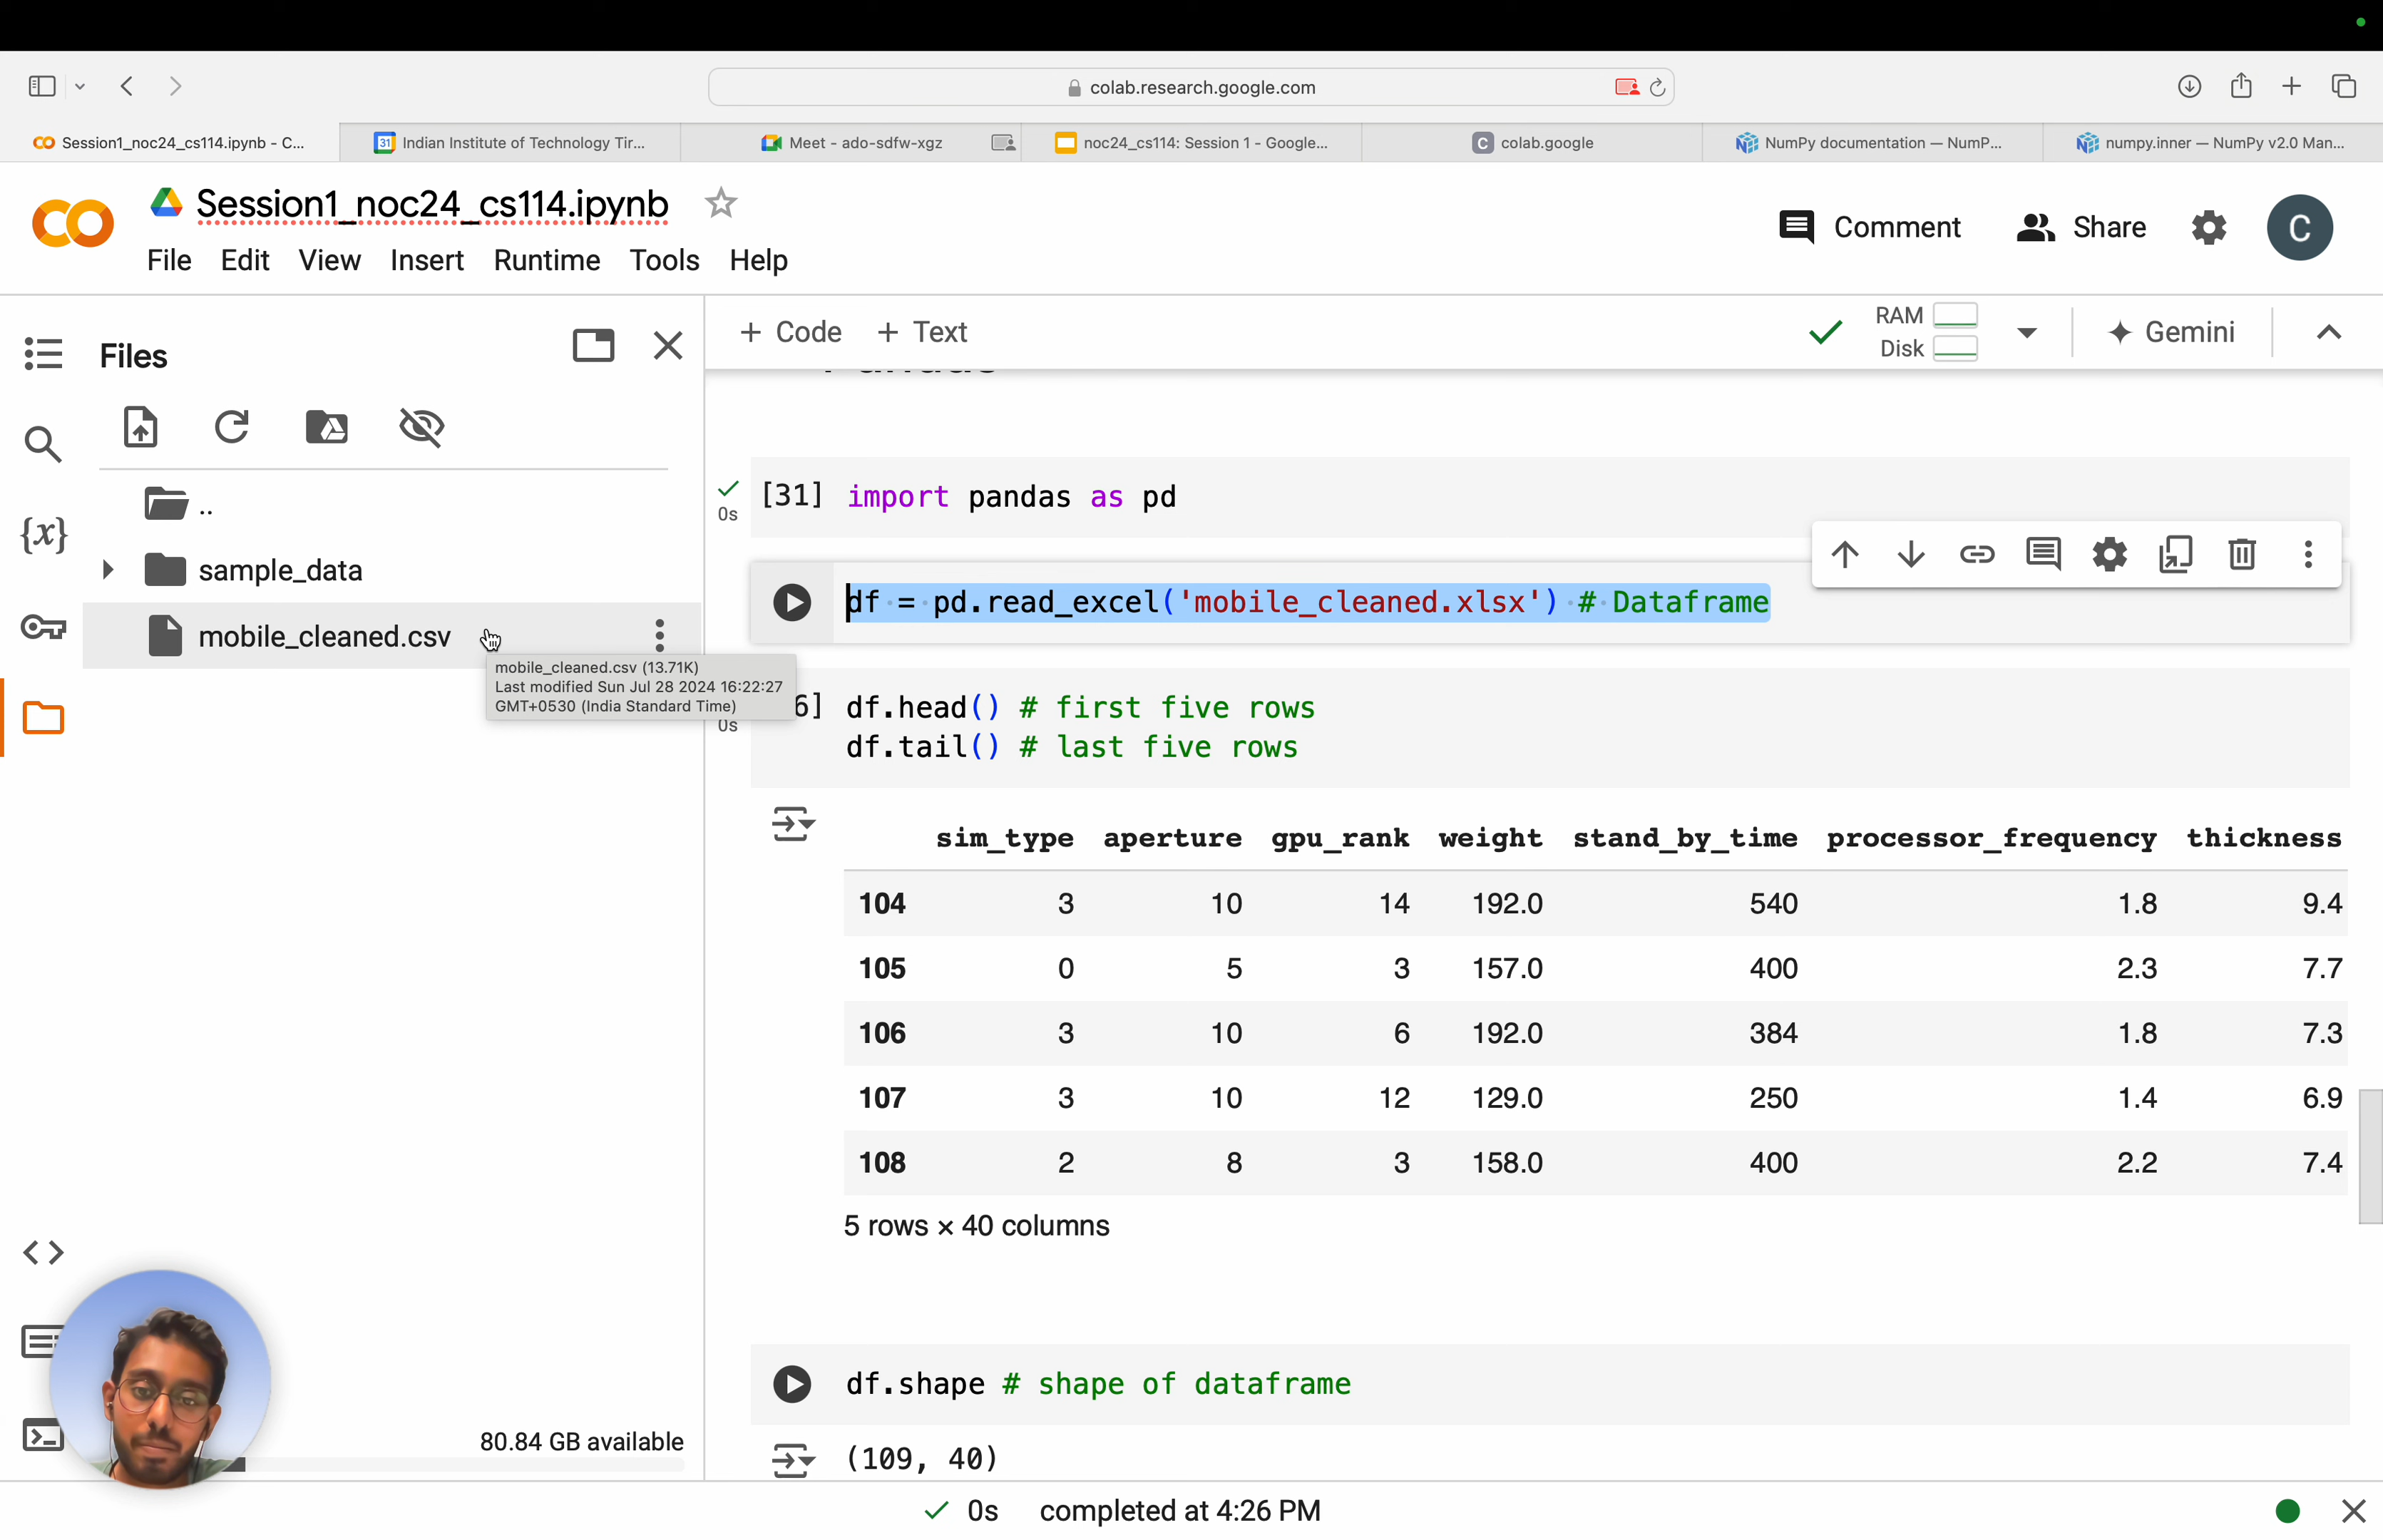 colab.research.google.com
Session1_noc24_cs114.ipynb - C...
31 Indian Institute of Technology Tir...
Meet - ado-sdfw-xgz
noc24_cs114: Session 1 - Google...
C colab.google
NumPy documentation — NumP...
numpy.inner — NumPy v2.0 Man...
Session1_noc24_cs114.ipynb
Comment
Share
C
File Edit View Insert Runtime Tools Help
Files
+ Code + Text
RAM
Disk
Gemini
..
sample_data
mobile_cleaned.csv
mobile_cleaned.csv (13.71K)
Last modified Sun Jul 28 2024 16:22:27
GMT+0530 (India Standard Time)
{x}
80.84 GB available
[31] import pandas as pd
0s
df = pd.read_excel('mobile_cleaned.xlsx') # Dataframe
6] df.head() # first five rows
0s
df.tail() # last five rows
sim_type aperture gpu_rank weight stand_by_time processor_frequency thickness
104 3 10 14 192.0 540 1.8 9.4
105 0 5 3 157.0 400 2.3 7.7
106 3 10 6 192.0 384 1.8 7.3
107 3 10 12 129.0 250 1.4 6.9
108 2 8 3 158.0 400 2.2 7.4
5 rows × 40 columns
df.shape # shape of dataframe
(109, 40)
0s completed at 4:26 PM